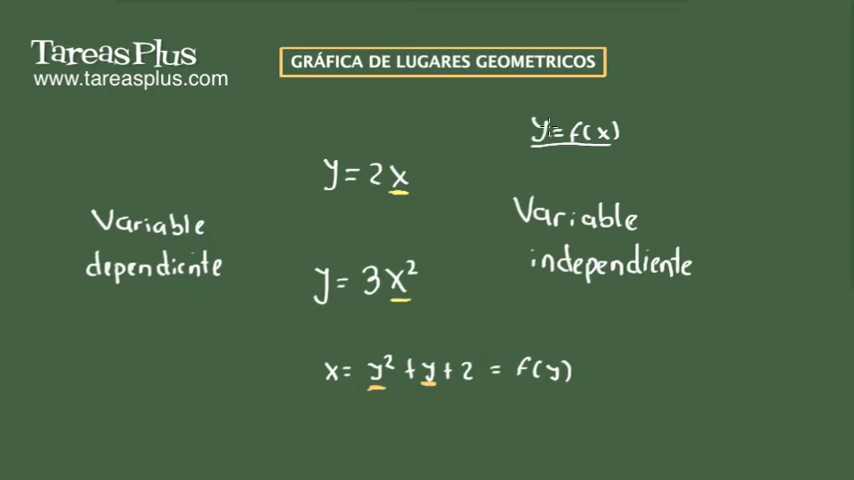 TareasPlus
www.tareasplus.com
GRÁFICA DE LUGARES GEOMETRICOS
y = f(x)
y = 2x
Variable
dependiente
Variable
independiente
y = 3x²
x = y² + y + 2 = f(y)